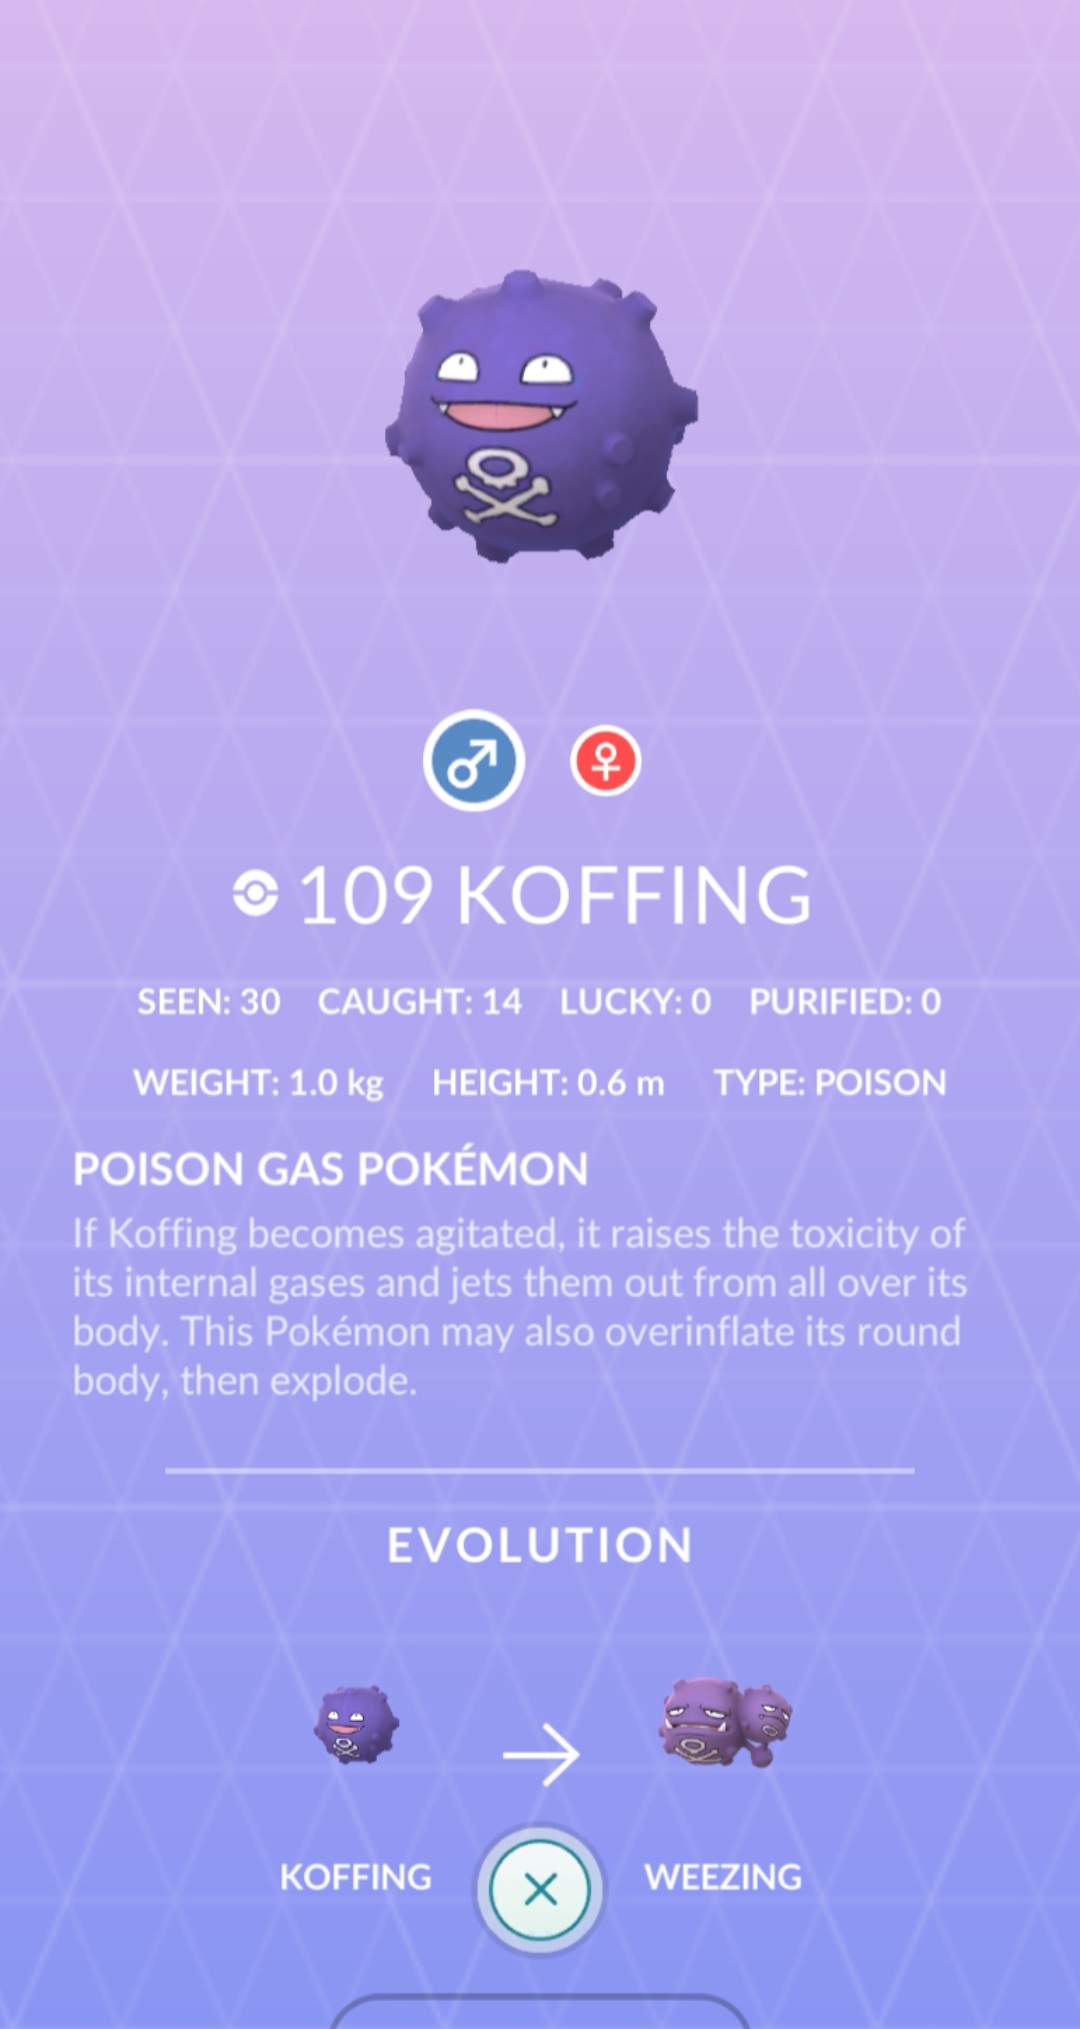 109 KOFFING
SEEN: 30 CAUGHT: 14 LUCKY: 0 PURIFIED: 0
WEIGHT: 1.0 kg HEIGHT: 0.6 m TYPE: POISON
POISON GAS POKÉMON
If Koffing becomes agitated, it raises the toxicity of
its internal gases and jets them out from all over its
body. This Pokémon may also overinflate its round
body, then explode.
EVOLUTION
KOFFING WEEZING